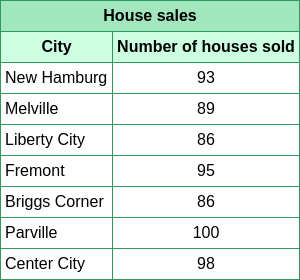 House sales
City Number of houses sold
New Hamburg 93
Melville 89
Liberty City 86
Fremont 95
Briggs Corner 86
Parville 100
Center City 98